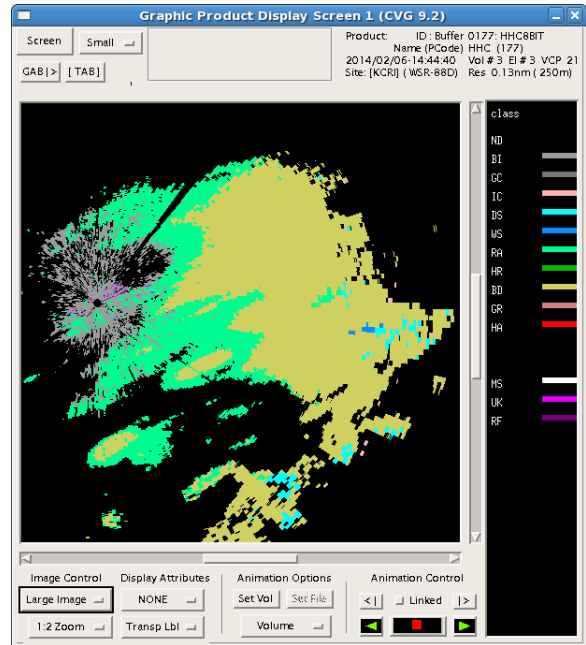 Graphic Product Display Screen 1 (CVG 9.2)
Screen
Small
GAB|>
[TAB]
Product: ID: Buffer 0177: HHC8BIT
Name (PCode) HHC (177)
2014/02/06-14:44:40 Vol# 3 El# 3 VCP 21
Site: [KCRI] (WSR-88D) Res 0.13nm (250m)
class
ND
BI
GC
IC
DS
WS
RA
HR
BD
GR
HA
MS
UK
RF
Image Control
Display Attributes
Animation Options
Animation Control
Large Image
NONE
Set Vol
Set File
<|
Linked
|>
1:2 Zoom
Transp Lbl
Volume